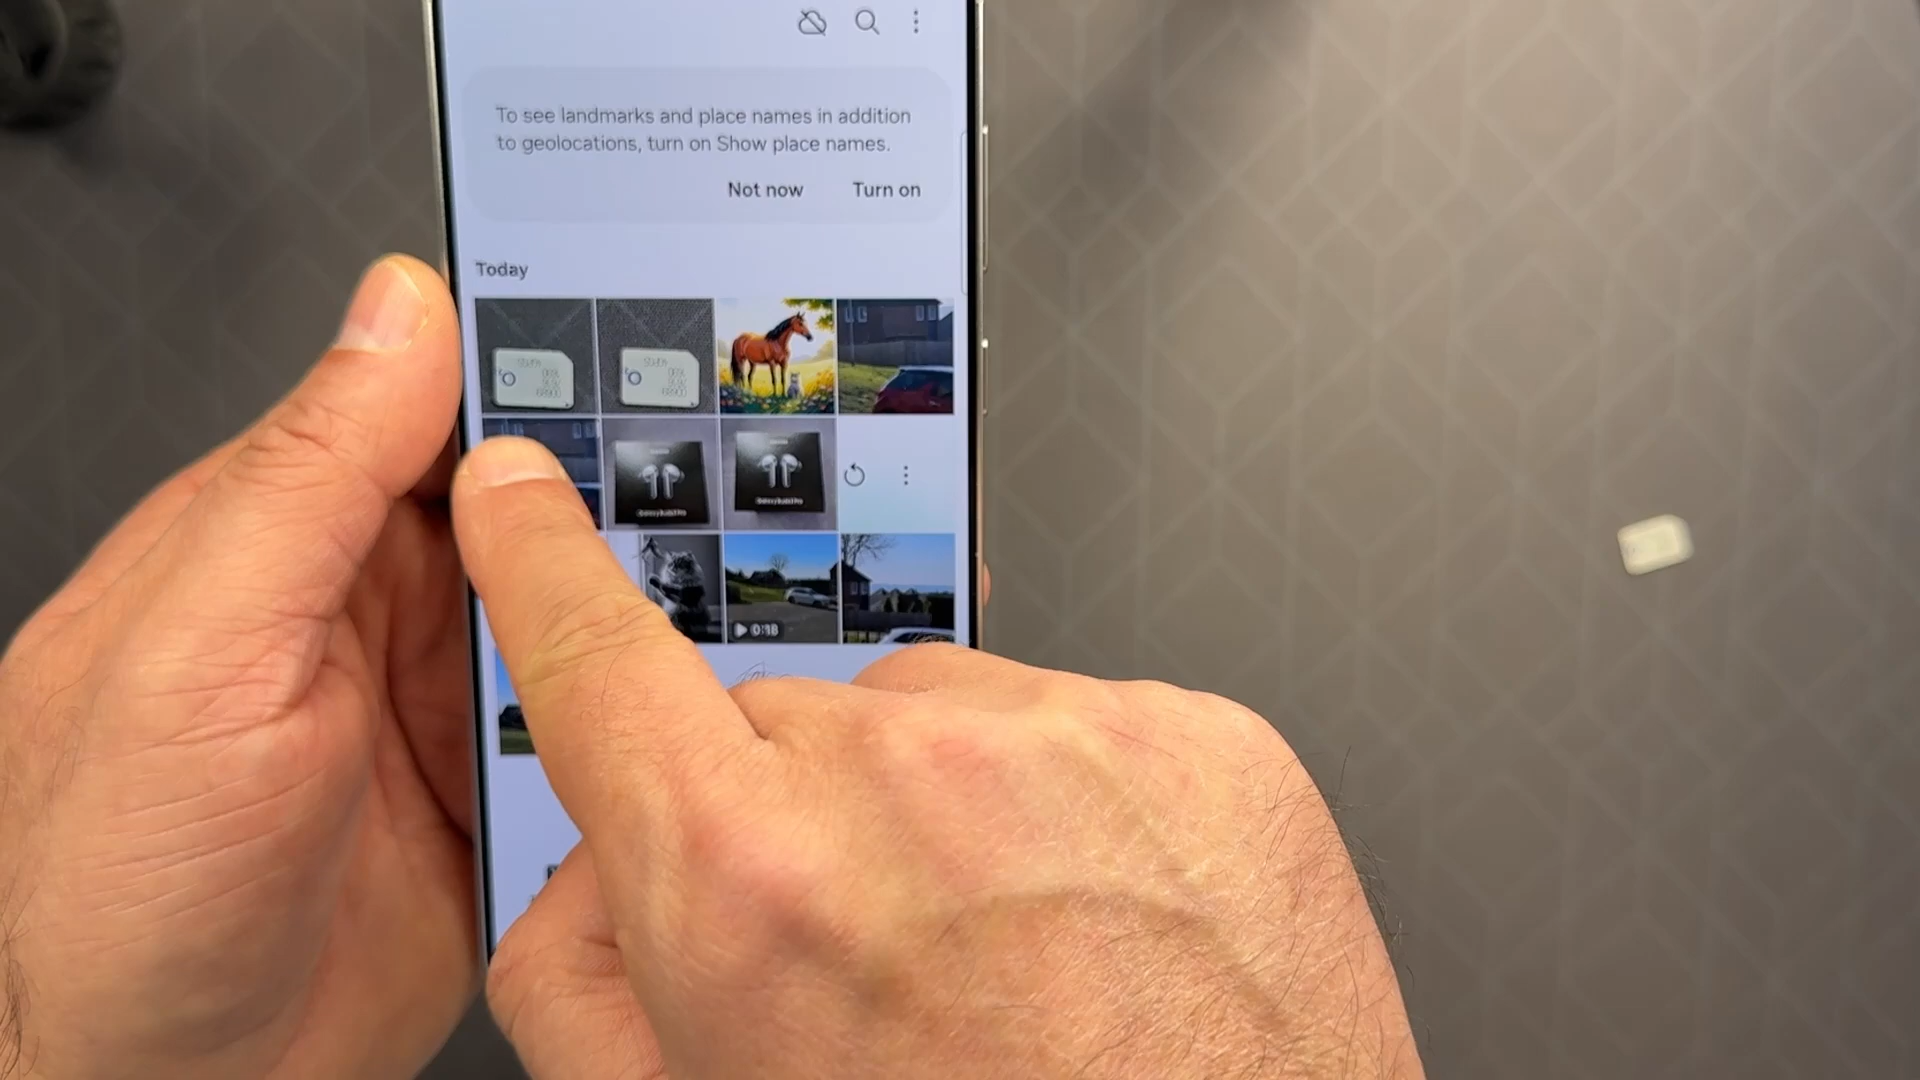 To see landmarks and place names in addition
to geolocations, turn on Show place names.
Not now
Turn on
Today
0:18